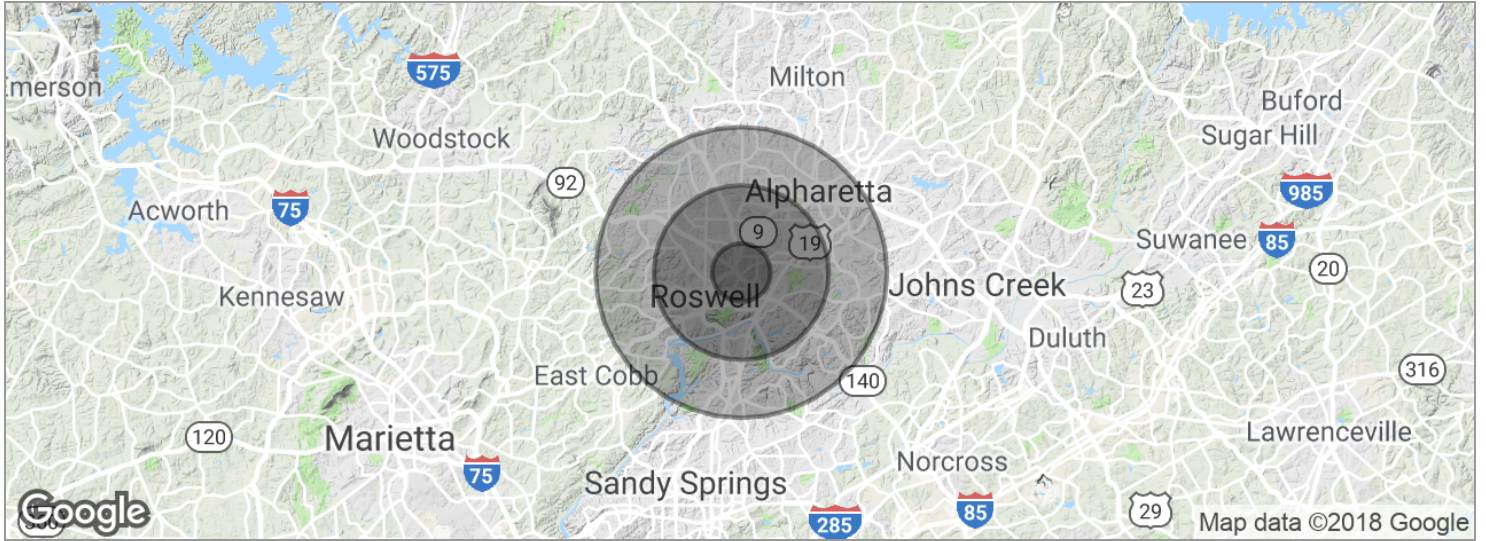 575
Milton
merson
Buford
Sugar Hill
Woodstock
92
985
Alpharetta
75
Acworth
9
19
Suwanee
85
20
Kennesaw
Roswell
Johns Creek
23
Duluth
East Cobb
140
316
120
Marietta
Lawrenceville
75
Norcross
Sandy Springs
Google
285
85
29
Map data ©2018 Google